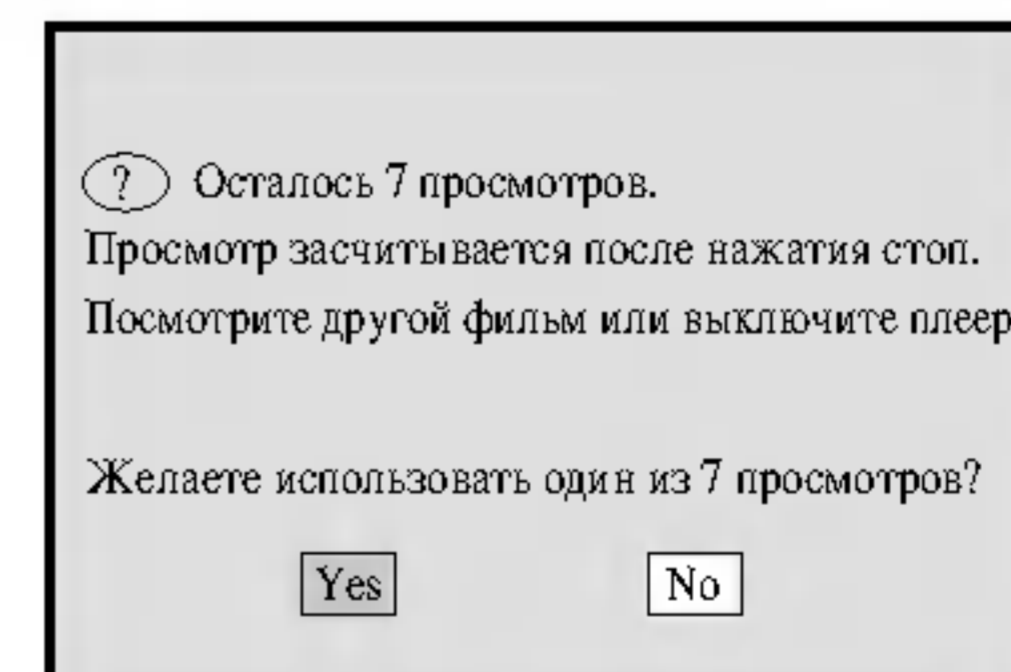 ? Осталось 7 просмотров.
Просмотр засчитывается после нажатия стоп.
Посмотрите другой фильм или выключите плеер
Желаете использовать один из 7 просмотров?
Yes No